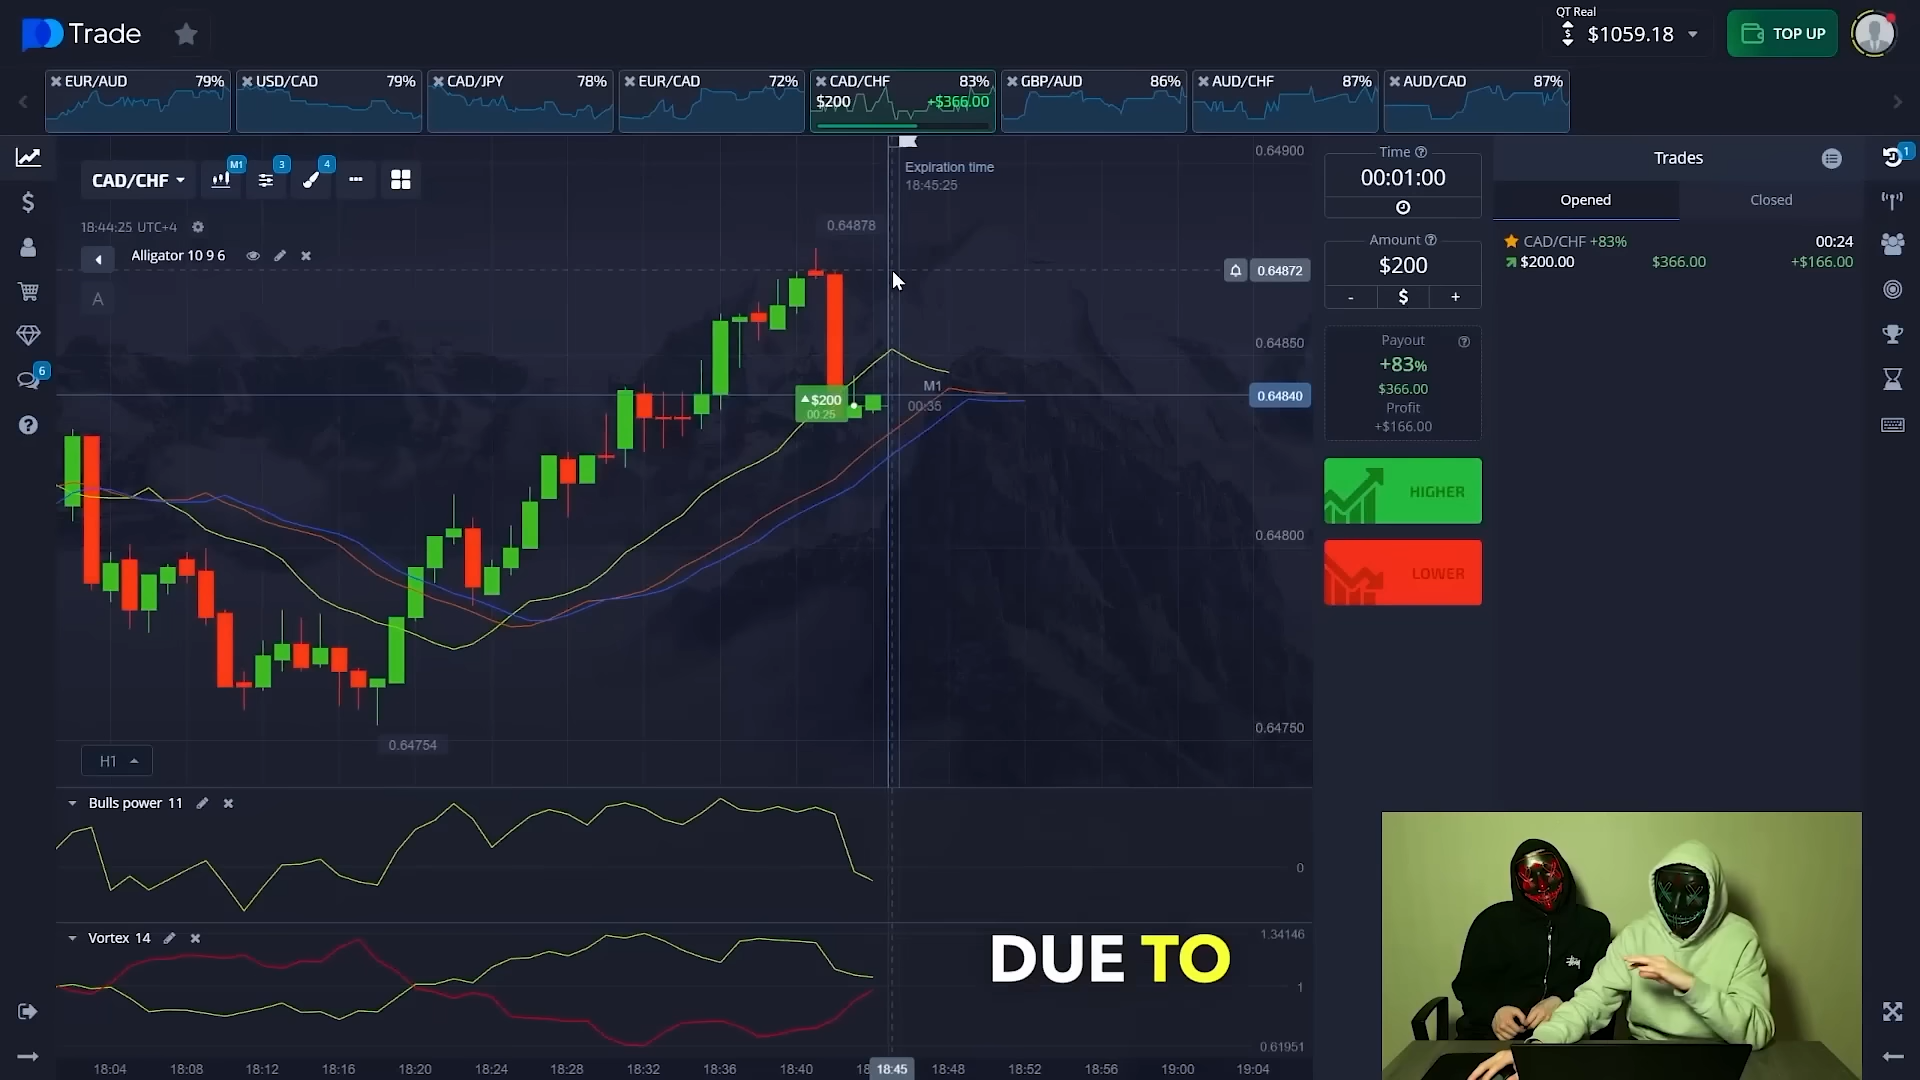 Trade
QT Real
$1059.18
TOP UP
EUR/AUD 79%
USD/CAD 79%
CAD/JPY 78%
EUR/CAD 72%
CAD/CHF 83%
$200 +$366.00
GBP/AUD 86%
AUD/CHF 87%
AUD/CAD 87%
CAD/CHF
M1
3
4
18:44:25 UTC+4
Alligator 10 9 6
A
Expiration time
18:45:25
0.64878
0.64900
0.64872
0.64850
0.64840
0.64800
0.64750
M1
00:35
$200
00:25
0.64754
H1
Time
00:01:00
Amount
$200
- $ +
Payout
+83%
$366.00
Profit
+$166.00
HIGHER
LOWER
Trades
Opened Closed
CAD/CHF +83% 00:24
$200.00 $366.00 +$166.00
1
6
Bulls power 11
0
Vortex 14
1.34146
1
0.61951
DUE TO
18:04 18:08 18:12 18:16 18:20 18:24 18:28 18:32 18:36 18:40 18:45 18:48 18:52 18:56 19:00 19:04